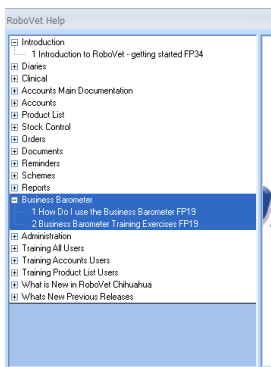 RoboVet Help
Introduction
1 Introduction to RoboVet - getting started FP34
Diaries
Clinical
Accounts Main Documentation
Accounts
Product List
Stock Control
Orders
Documents
Reminders
Schemes
Reports
Business Barometer
1 How Do I use the Business Barometer FP19
2 Business Barometer Training Exercises FP19
Administration
Training All Users
Training Accounts Users
Training Product List Users
What is New in RoboVet Chihuahua
Whats New Previous Releases